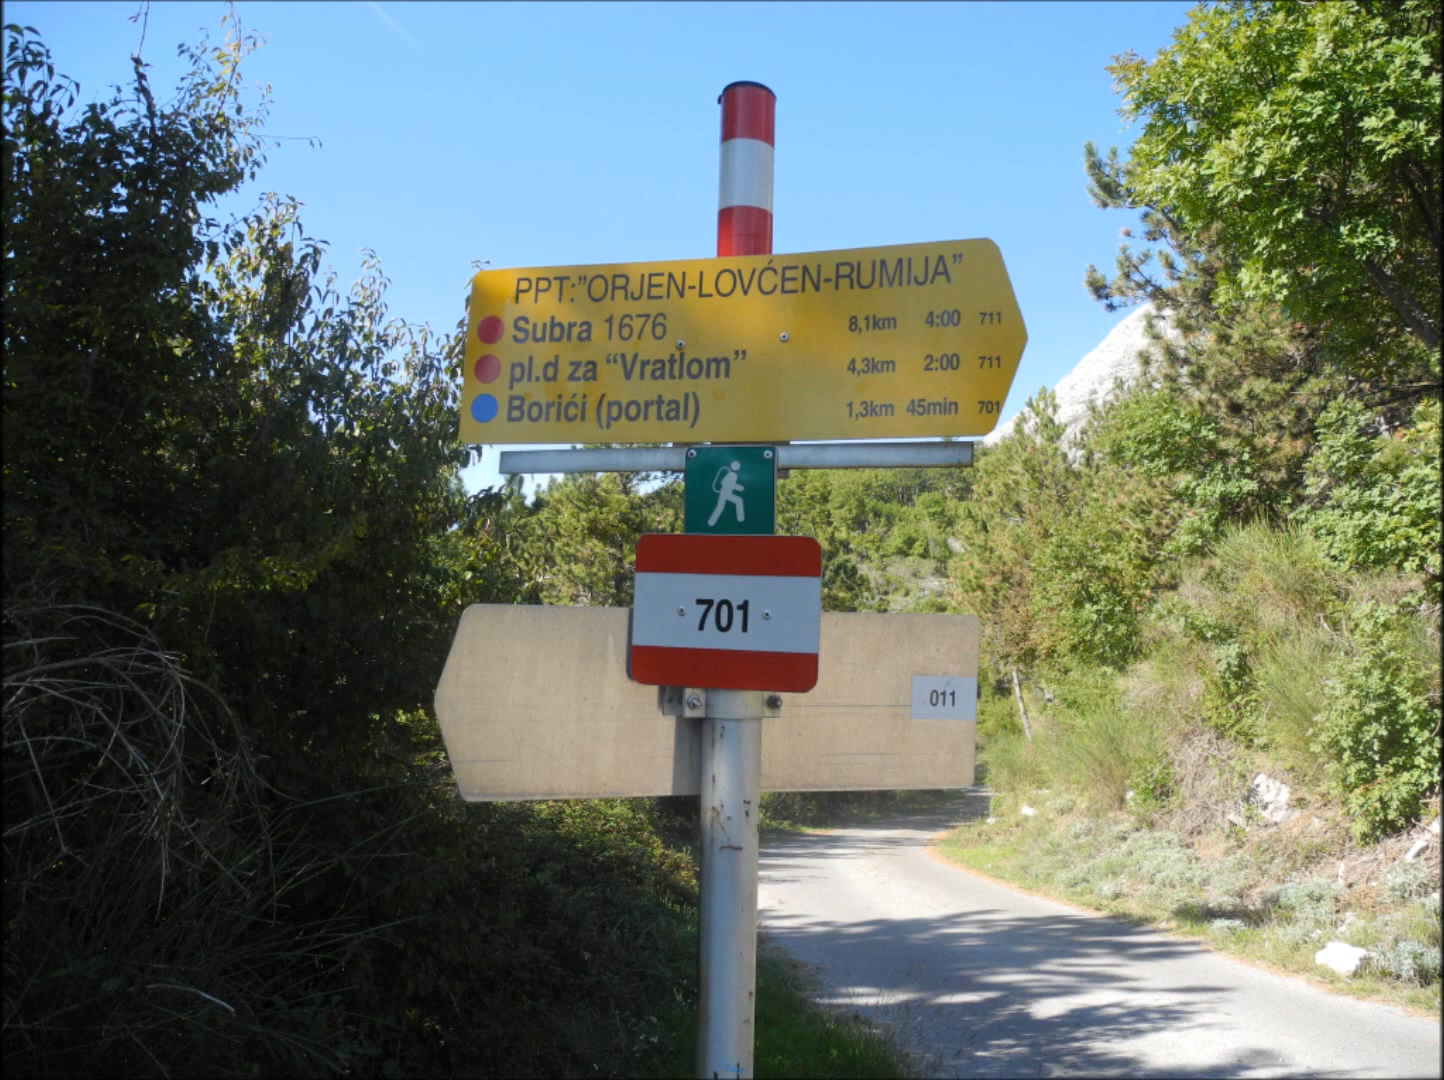 PPT:"ORJEN-LOVĆEN-RUMIJA"
Subra 1676 8,1km 4:00 711
pl.d za “Vratlom” 4,3km 2:00 711
Borići (portal) 1,3km 45min 701
701
011